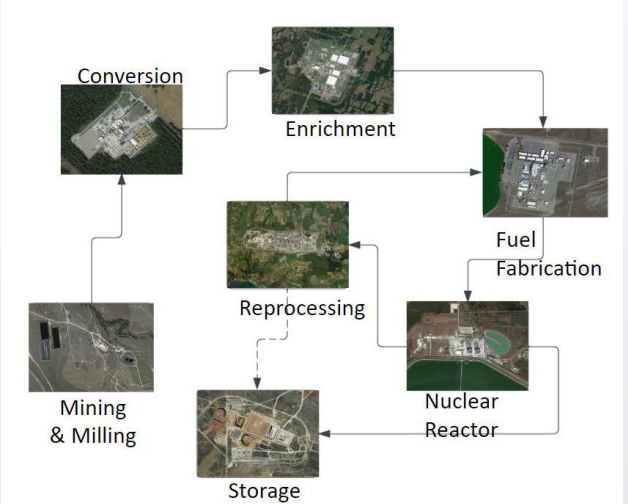 Conversion
Enrichment
Fuel
Fabrication
Reprocessing
Mining
& Milling
Nuclear
Reactor
Storage